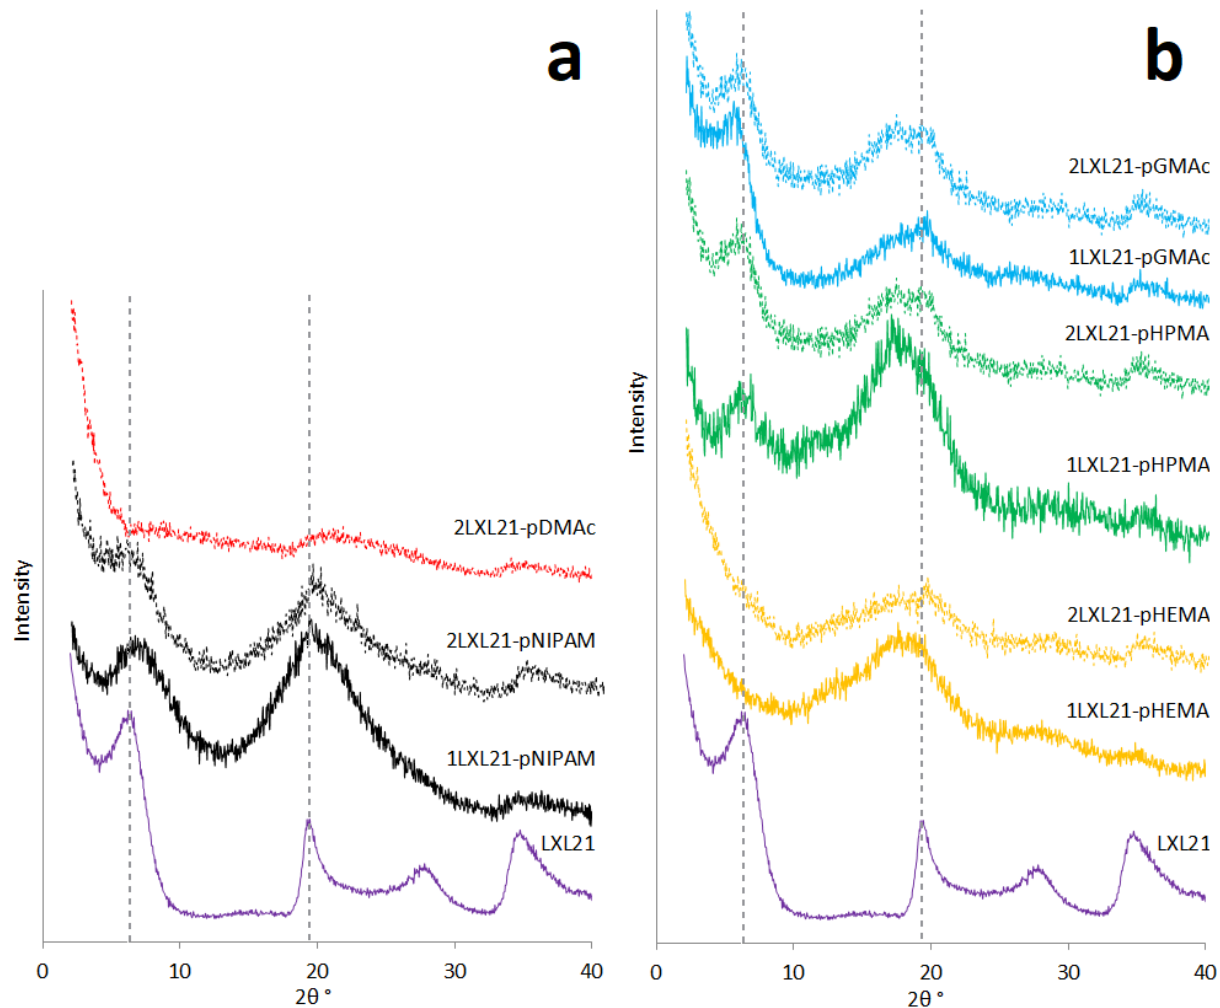 a
2LXL21-pDMAc
2LXL21-pNIPAM
1LXL21-pNIPAM
LXL21
Intensity
0 10 20 30 40
2θ °
b
2LXL21-pGMAc
1LXL21-pGMAc
2LXL21-pHPMA
1LXL21-pHPMA
2LXL21-pHEMA
1LXL21-pHEMA
LXL21
Intensity
0 10 20 30 40
2θ °